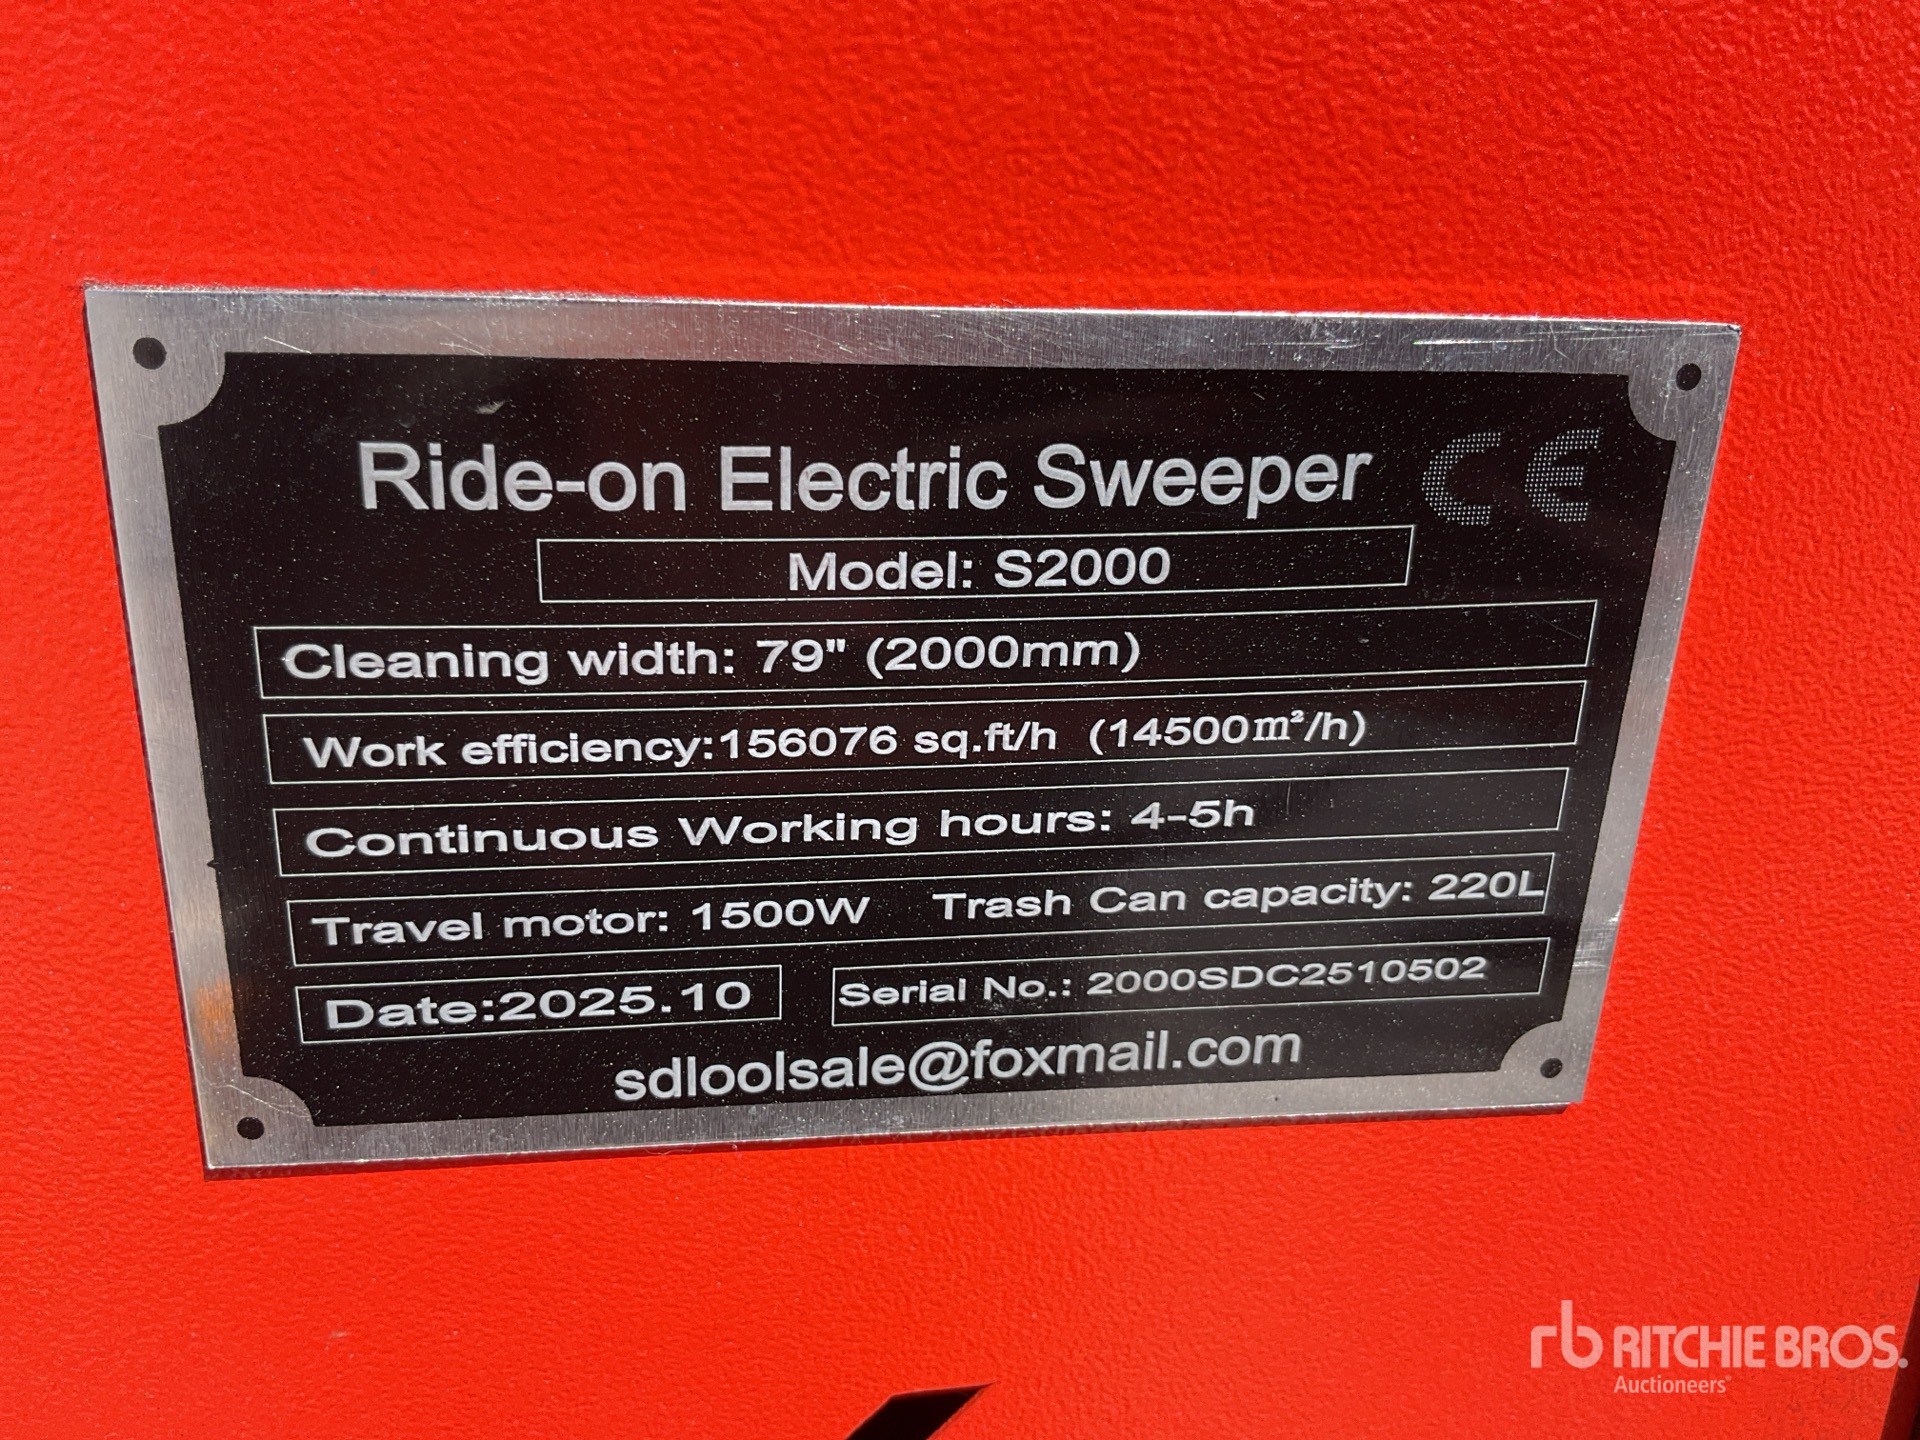 Ride-on Electric Sweeper CE
Model: S2000
Cleaning width: 79" (2000mm)
Work efficiency:156076 sq.ft/h (14500m²/h)
Continuous Working hours: 4-5h
Travel motor: 1500W Trash Can capacity: 220L
Date:2025.10 Serial No.: 2000SDC2510502
sdloolsale@foxmail.com
rb RITCHIE BROS.
Auctioneers